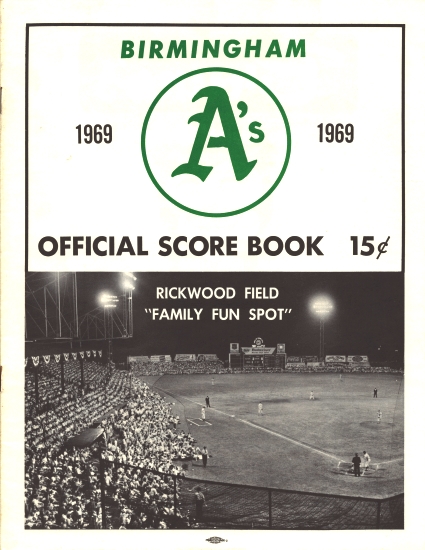 BIRMINGHAM
1969 A's 1969
OFFICIAL SCORE BOOK 15¢
RICKWOOD FIELD
"FAMILY FUN SPOT"